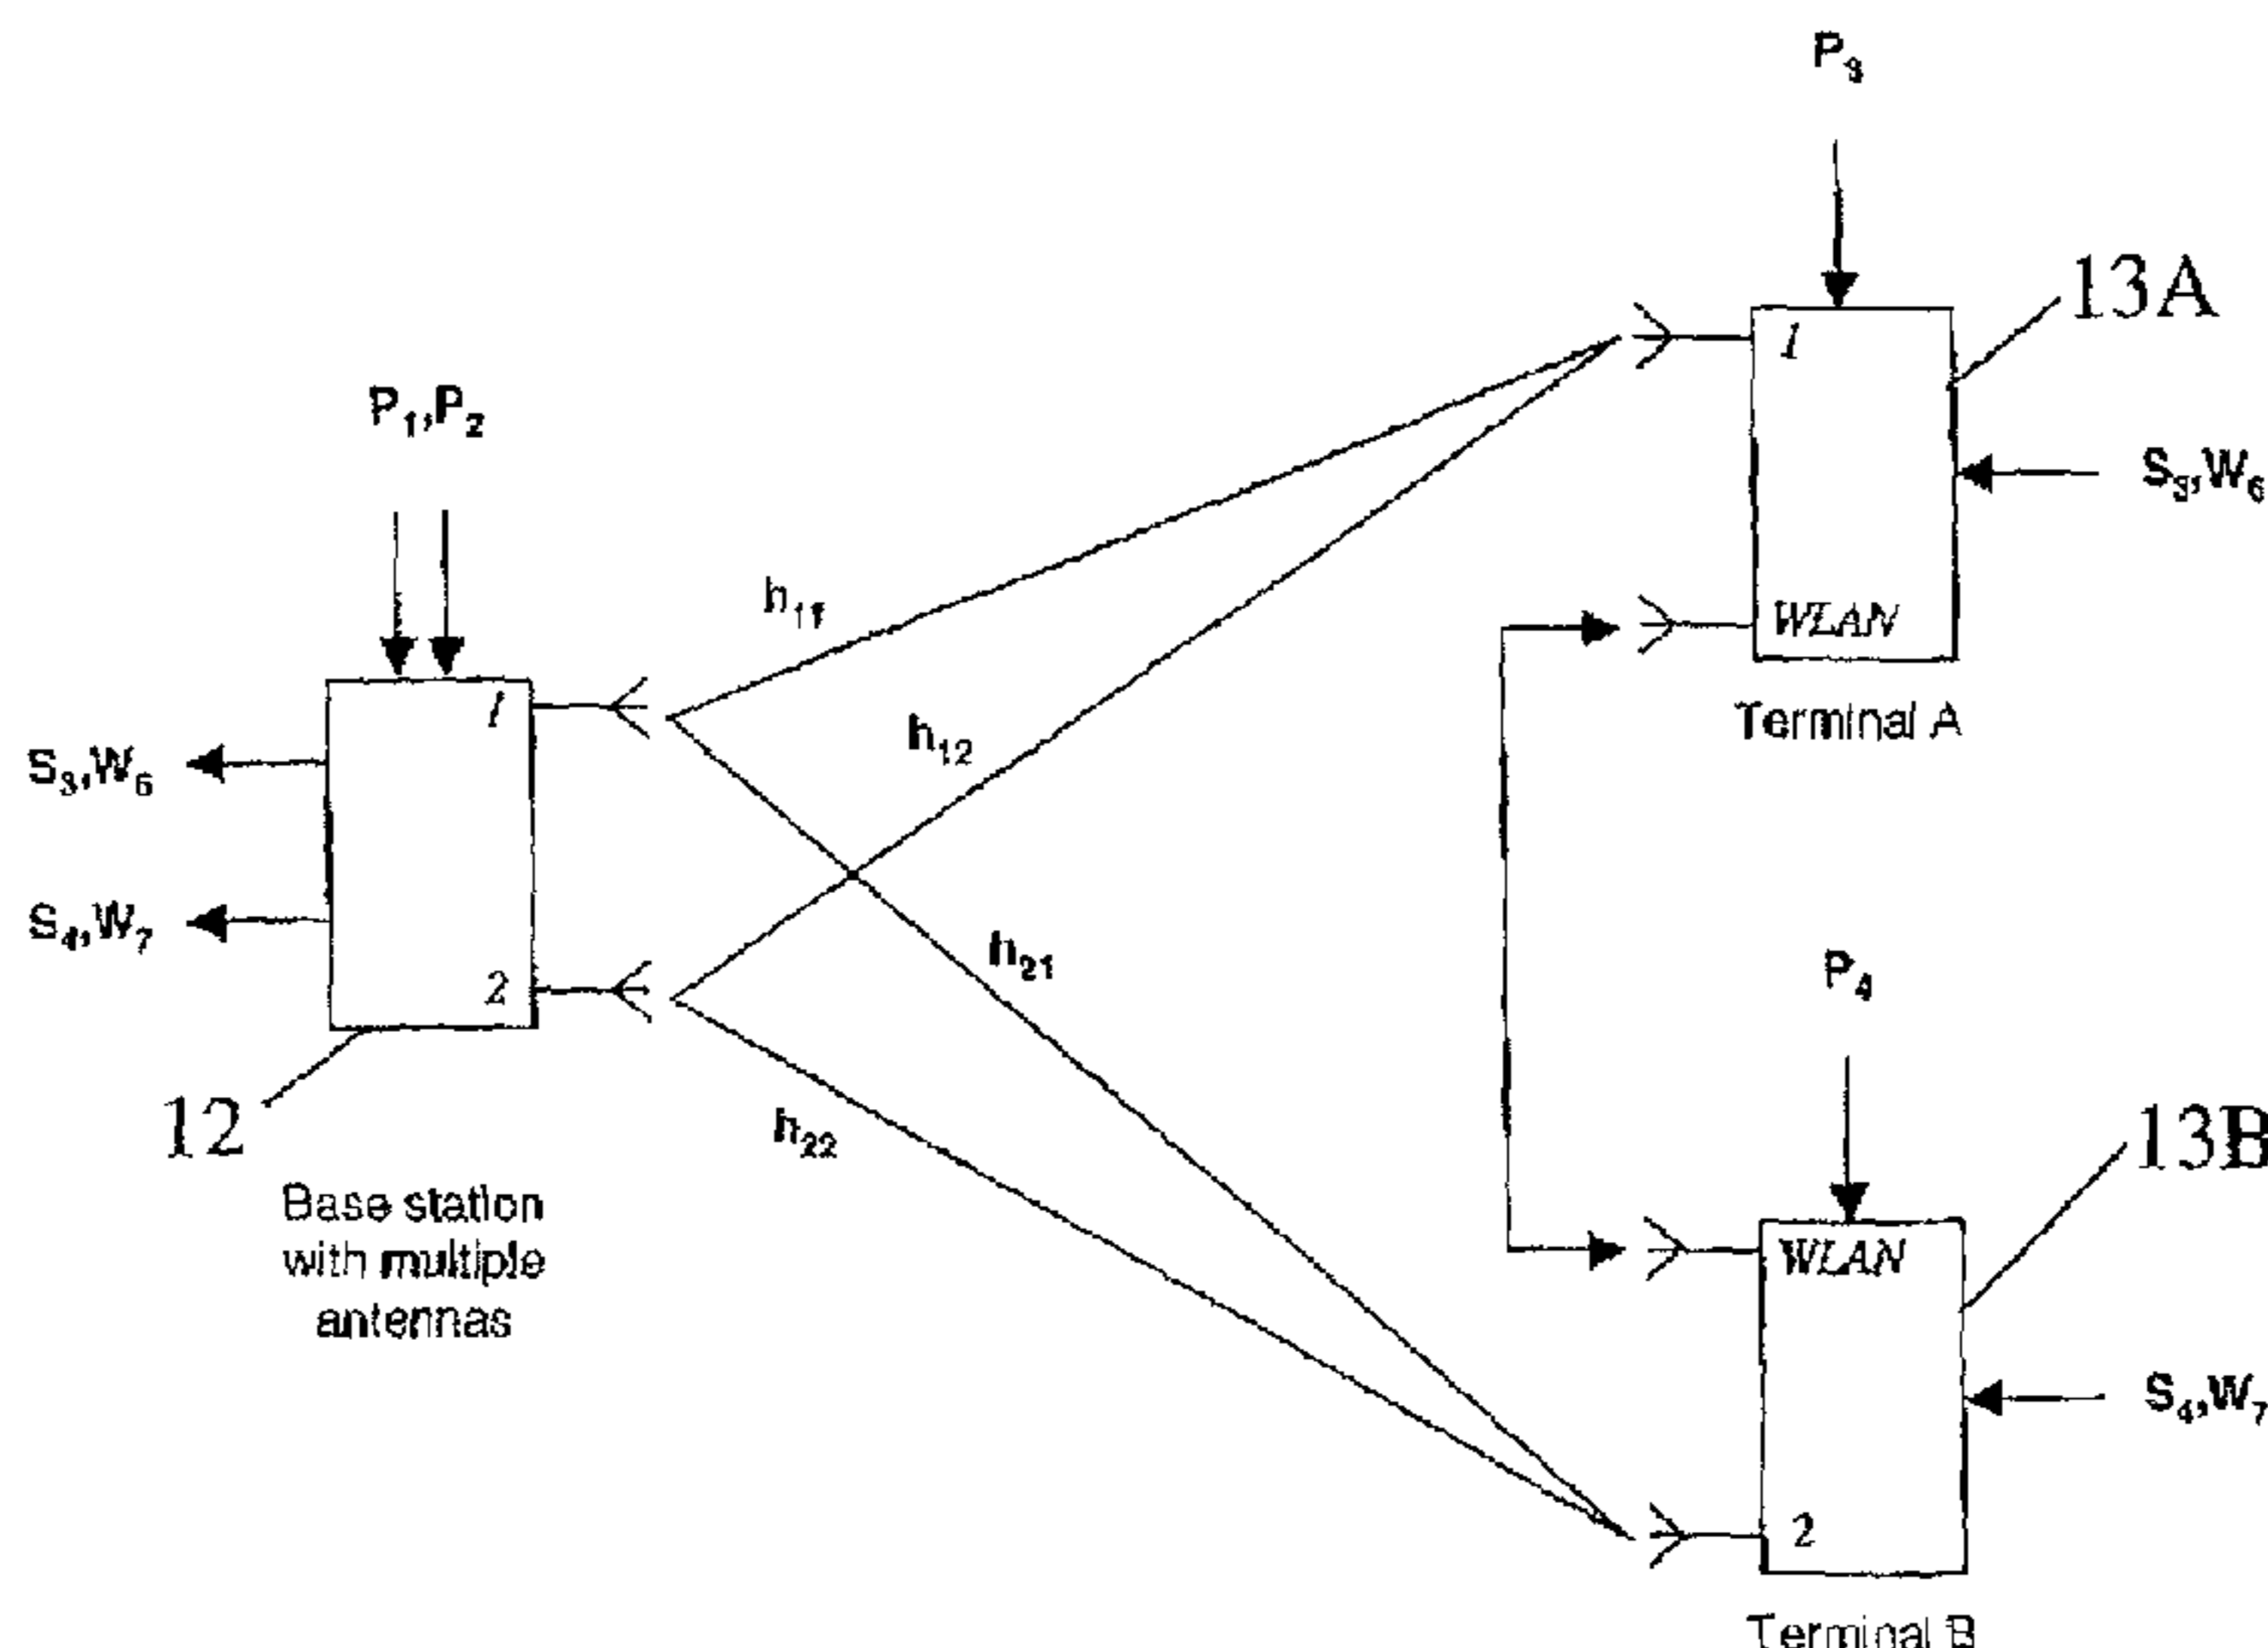 P₃
13A
1
S₃,W₆
WLAN
Terminal A
P₁,P₂
1
S₃,W₆
S₄,W₇
2
12
Base station
with multiple
antennas
h₁₁
h₁₂
h₂₁
h₂₂
P₄
13B
WLAN
S₄,W₇
2
Terminal B